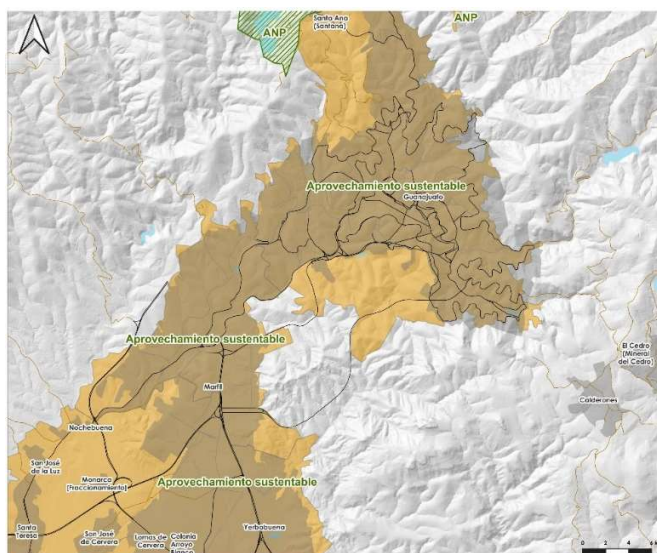 Santa Ana
[Santana]
ANP
ANP
Aprovechamiento sustentable
Guanajuato
Aprovechamiento sustentable
El Cedro
[Mineral
del Cedro]
Marfil
Calderones
Nochebuena
San José
de la Luz
Monarca
[Fraccionamiento]
Aprovechamiento sustentable
Santa
Teresa
San José
de Cervera
Lomas de
Cervera
Colonia
Arroyo
Yerbabuena
0 2 4 6